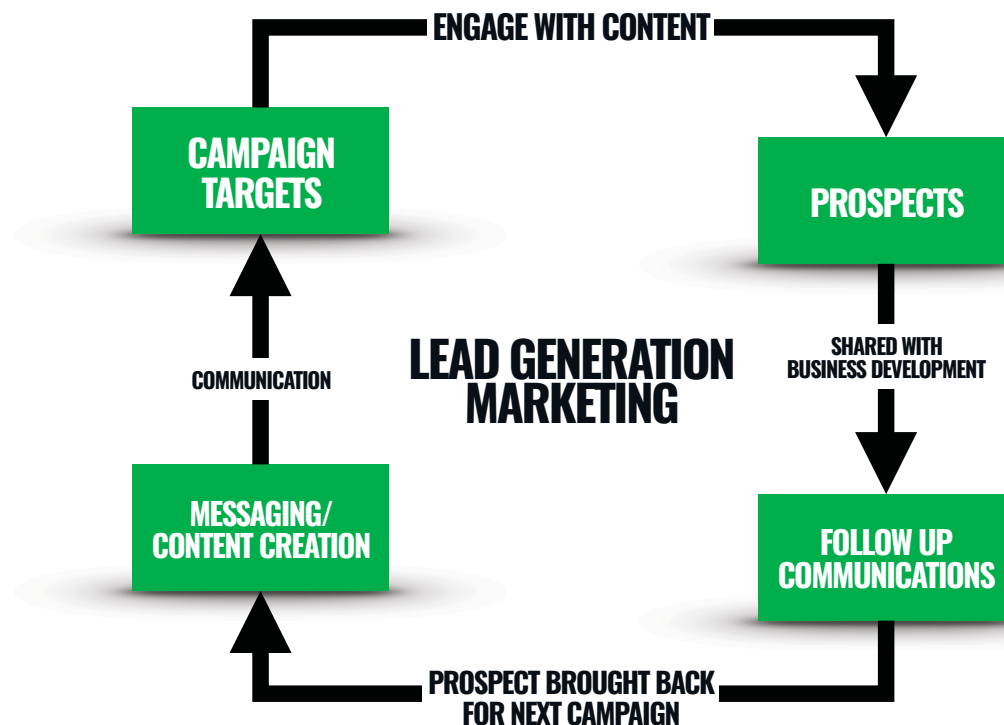 ENGAGE WITH CONTENT
CAMPAIGN
TARGETS
PROSPECTS
LEAD GENERATION
MARKETING
SHARED WITH
BUSINESS DEVELOPMENT
COMMUNICATION
MESSAGING/
CONTENT CREATION
FOLLOW UP
COMMUNICATIONS
PROSPECT BROUGHT BACK
FOR NEXT CAMPAIGN